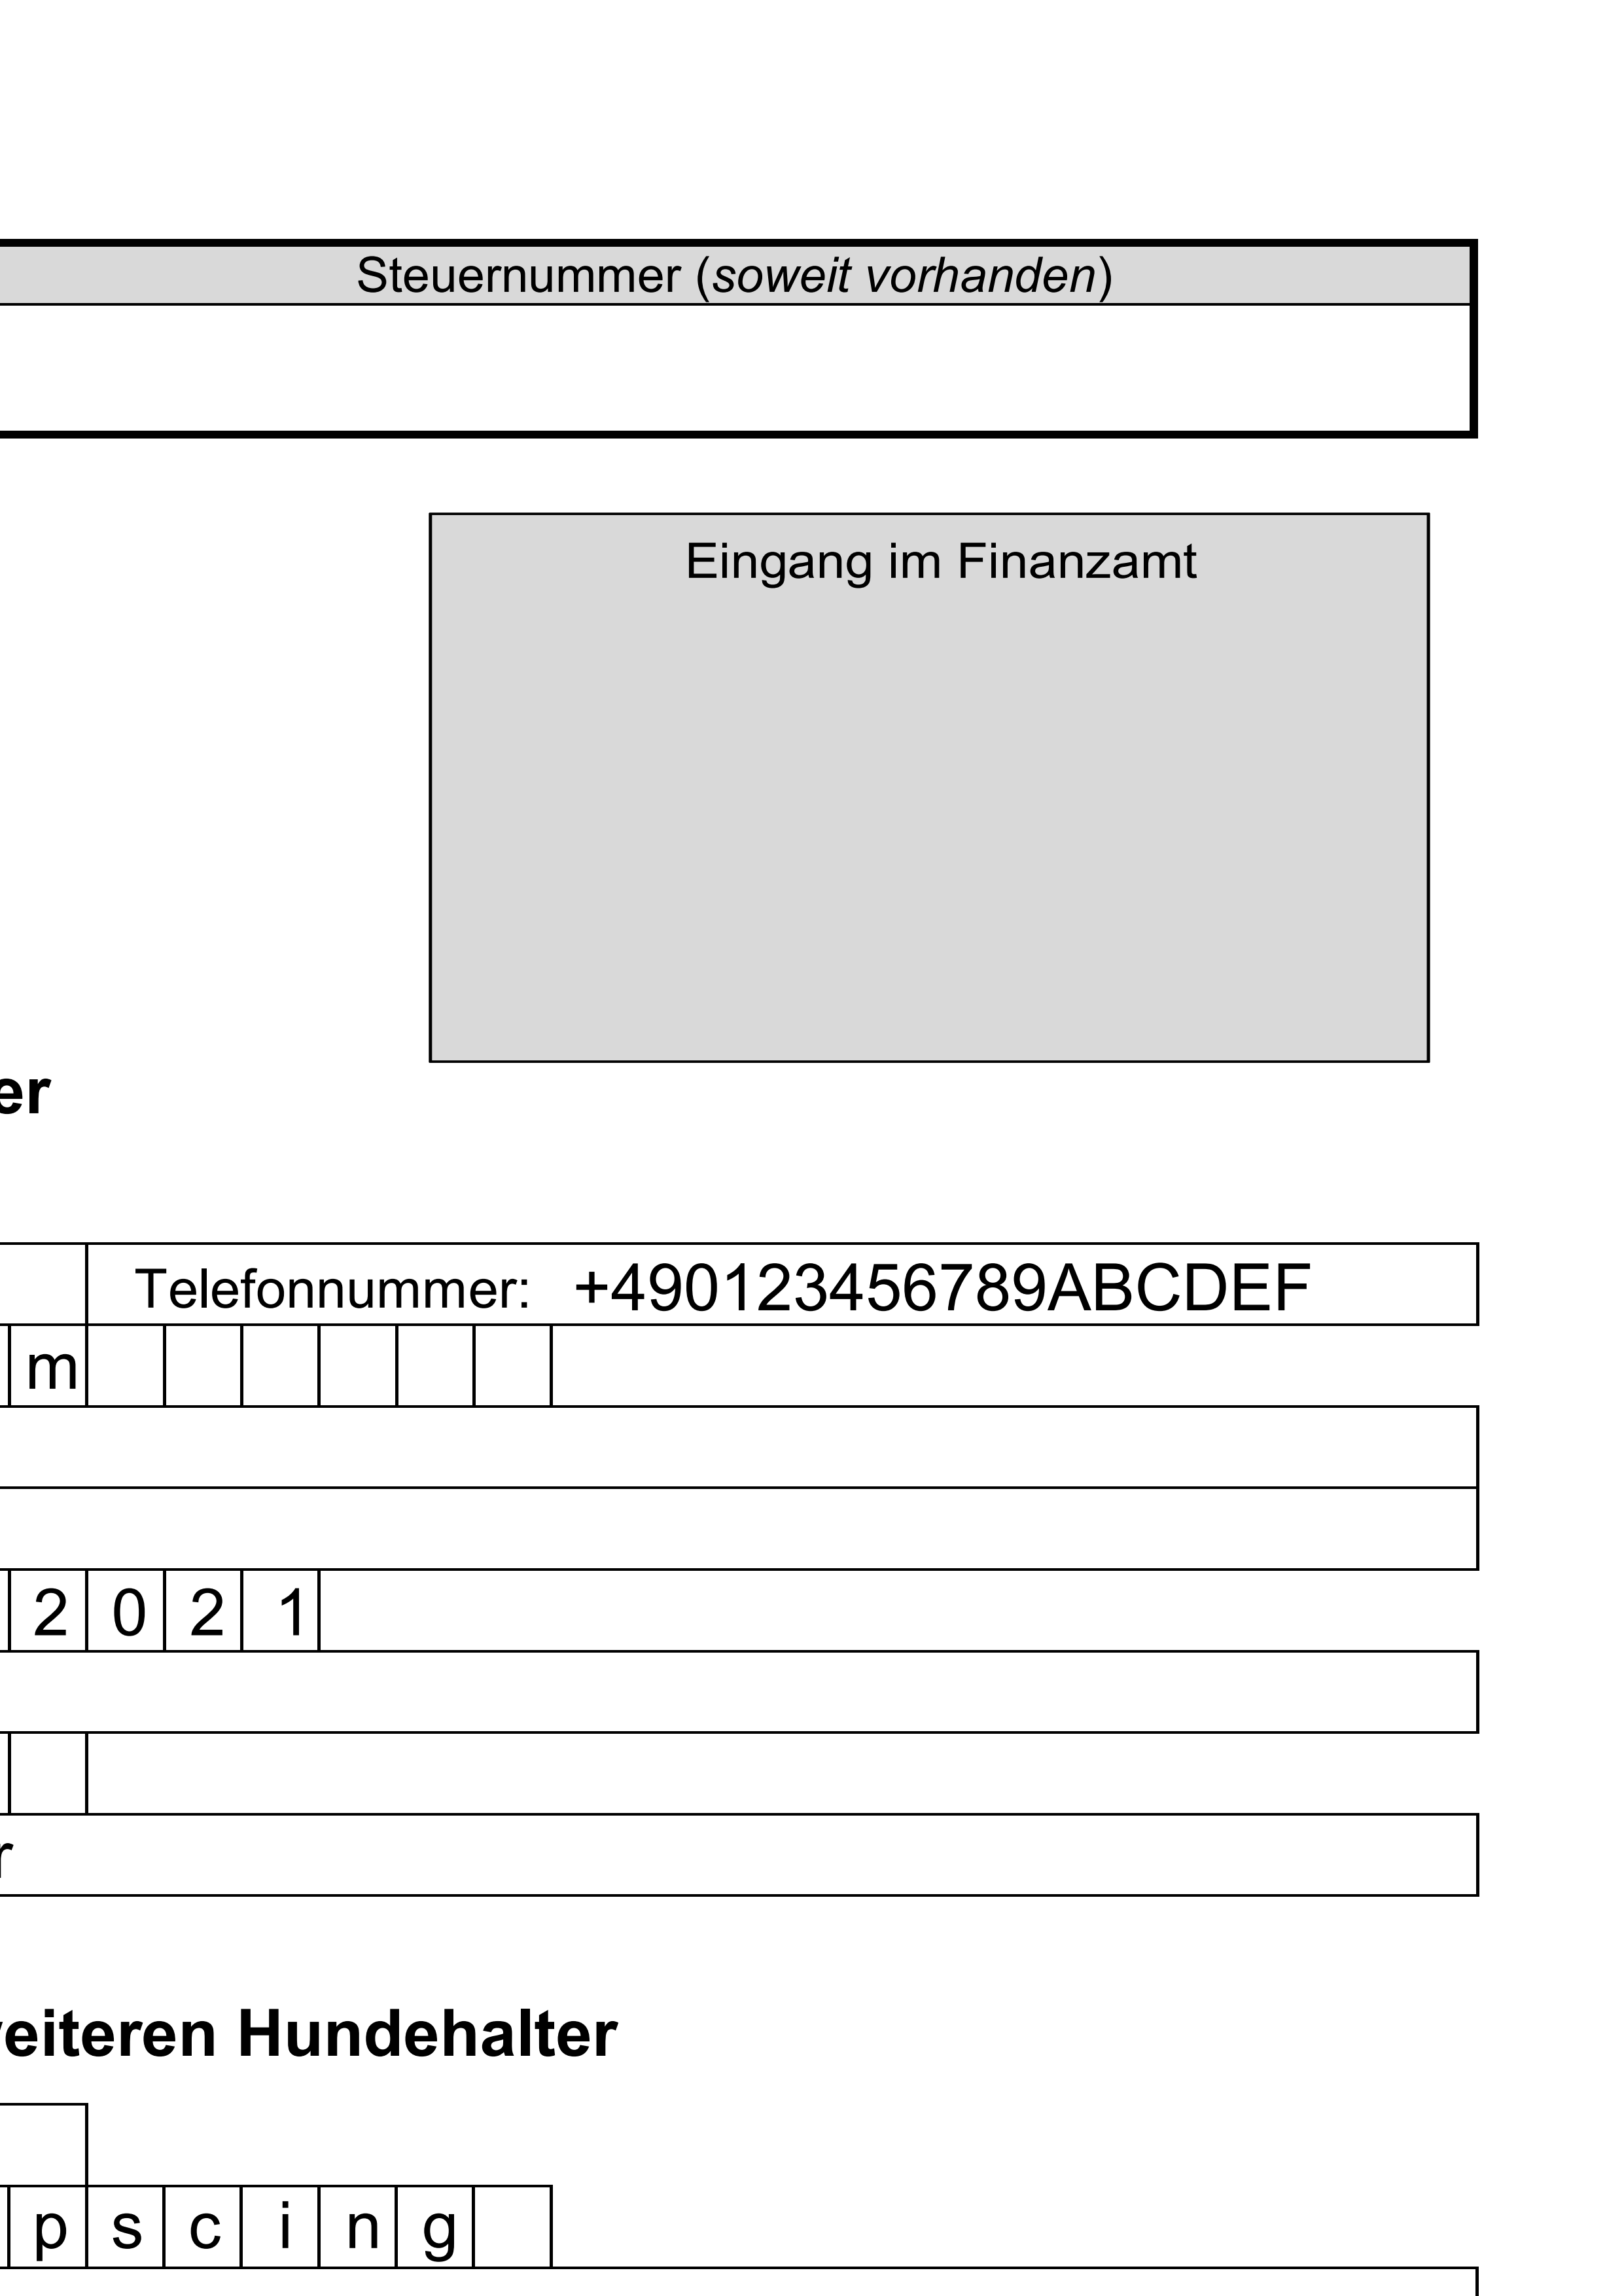 Steuernummer (soweit vorhanden)
Eingang im Finanzamt
er
Telefonnummer: +490123456789ABCDEF
m
2 0 2 1
r
eiteren Hundehalter
p s c i n g